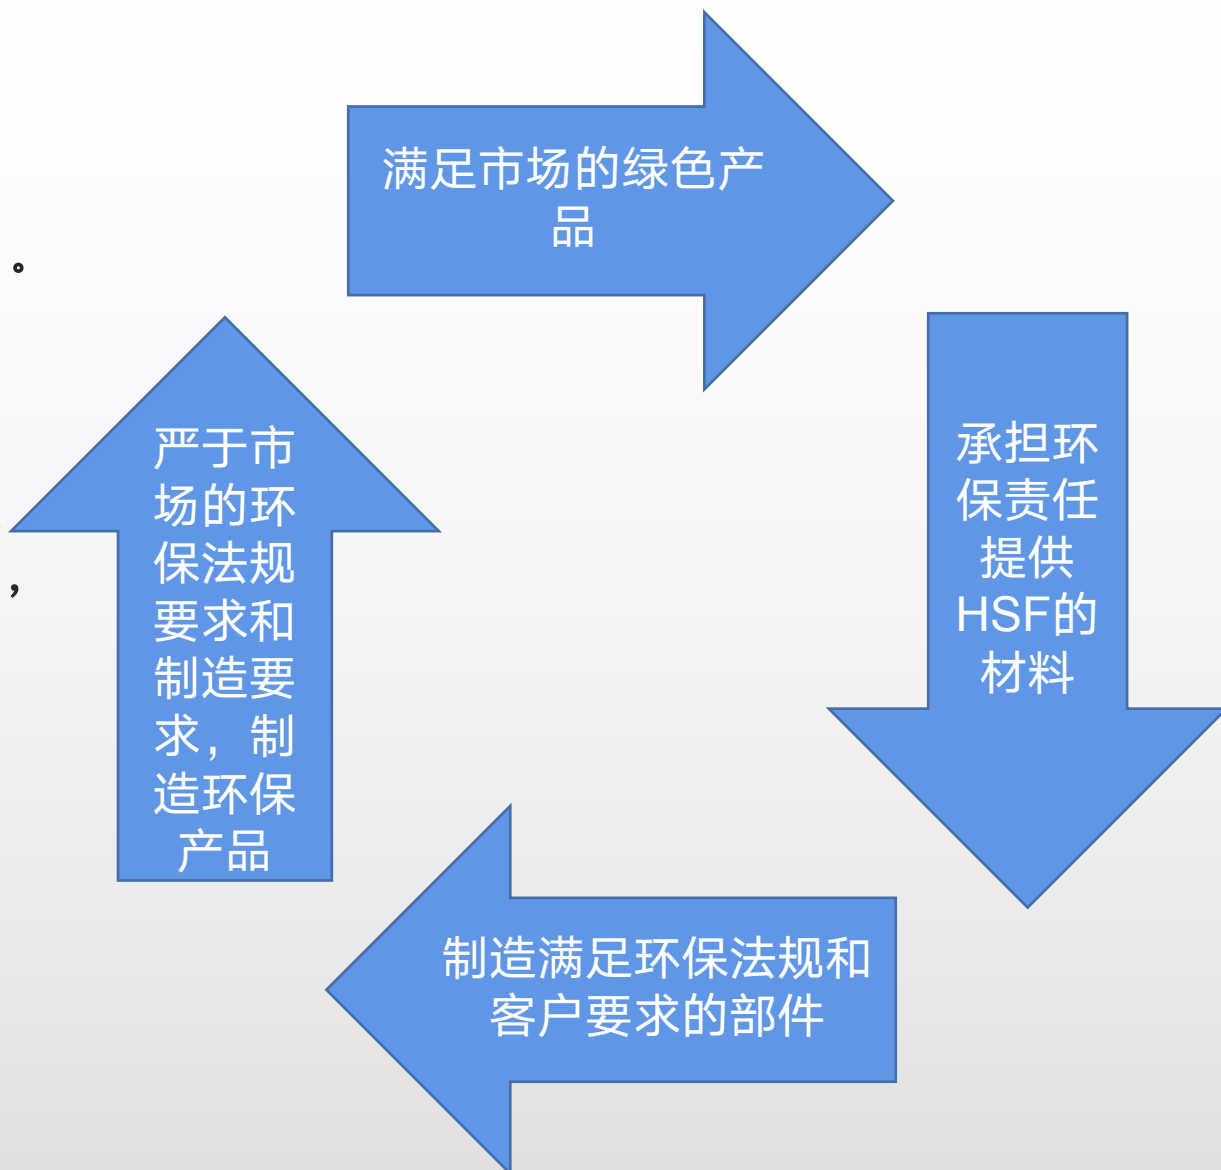 满足市场的绿色产
品
。
严于市
场的环
保法规
要求和
制造要
求，制
造环保
产品
，
承担环
保责任
提供
HSF的
材料
制造满足环保法规和
客户要求的部件